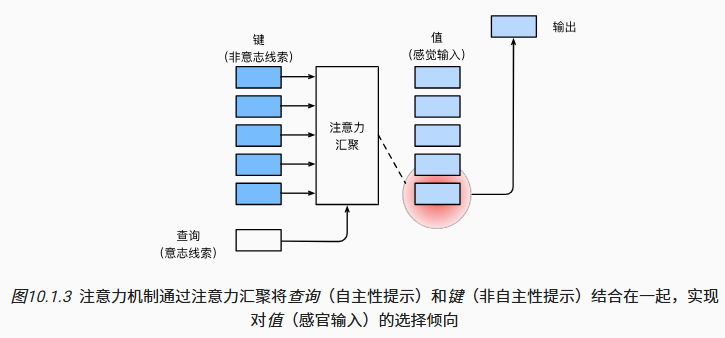 键
(非意志线索)
值
(感觉输入)
输出
注意力
汇聚
查询
(意志线索)
图10.1.3 注意力机制通过注意力汇聚将查询（自主性提示）和键（非自主性提示）结合在一起，实现
对值（感官输入）的选择倾向